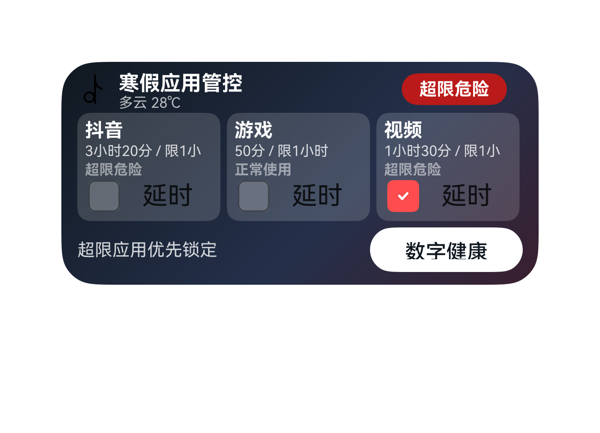 寒假应用管控
多云 28℃
超限危险
抖音
3小时20分 / 限1小
超限危险
延时
游戏
50分 / 限1小时
正常使用
延时
视频
1小时30分 / 限1小
超限危险
延时
超限应用优先锁定
数字健康